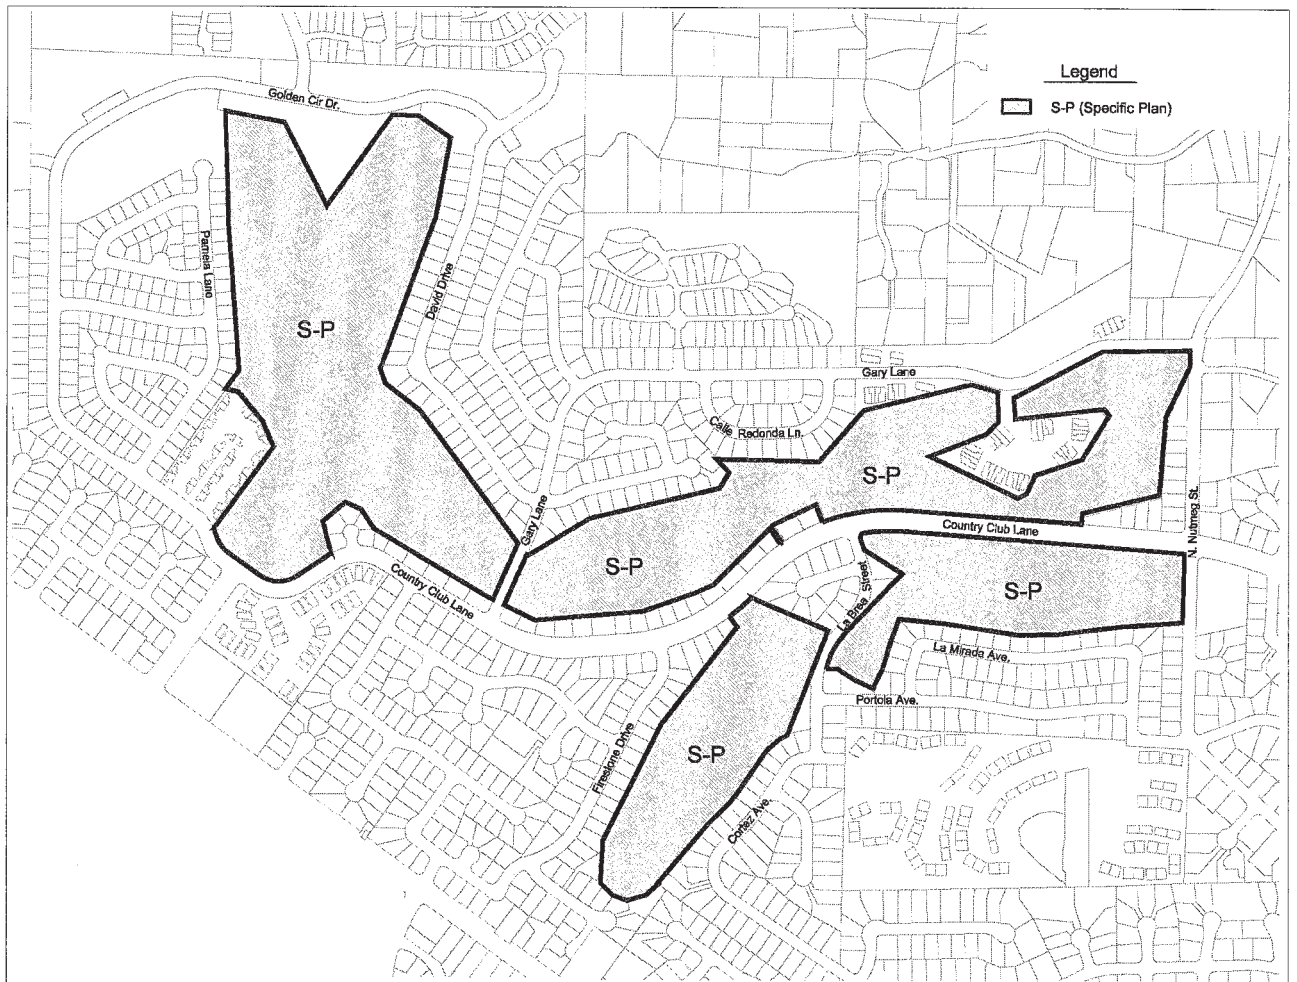 Legend
S-P (Specific Plan)
Golden Cir Dr.
Pamela Lane
David Drive
S-P
Gary Lane
Calle Redonda Ln.
S-P
Gary Lane
Country Club Lane
N. Nutmeg St.
S-P
Country Club Lane
La Brea Street
S-P
La Mirada Ave.
Portola Ave.
Firestone Drive
S-P
Cortez Ave.